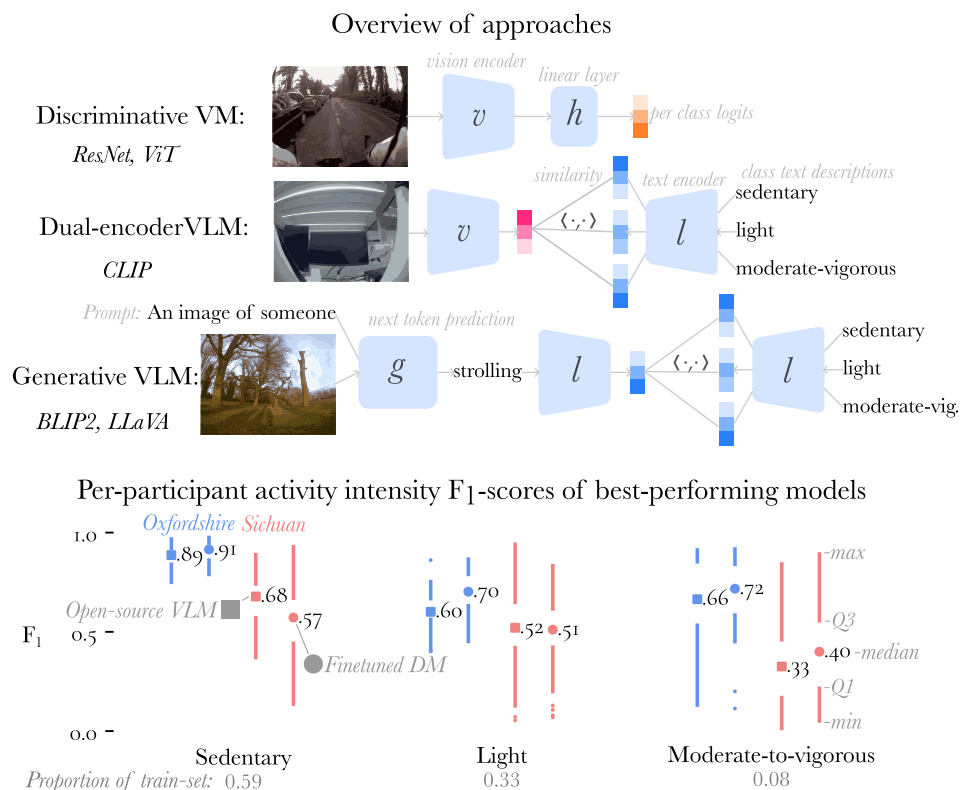 Overview of approaches
vision encoder
linear layer
Discriminative VM:
v
h
per class logits
ResNet, ViT
similarity
text encoder
class text descriptions
sedentary
Dual-encoderVLM:
v
⟨·,·⟩
l
light
CLIP
moderate-vigorous
Prompt: An image of someone
next token prediction
sedentary
Generative VLM:
g
strolling
l
⟨·,·⟩
l
light
BLIP2, LLaVA
moderate-vig.
Per-participant activity intensity F1-scores of best-performing models
Oxfordshire
Sichuan
1.0
.89
.91
-max
.68
Open-source VLM
.57
.60
.70
.66
.72
-Q3
F1
0.5
.52
.51
Finetuned DM
.33
.40
-median
-Q1
-min
0.0
Sedentary
Light
Moderate-to-vigorous
Proportion of train-set:
0.59
0.33
0.08